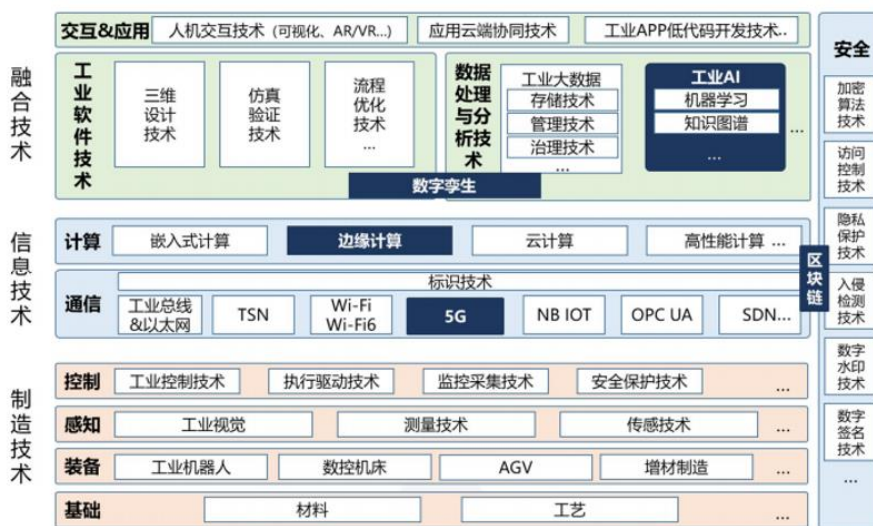 交互&应用
人机交互技术（可视化、AR/VR...）
应用云端协同技术
工业APP低代码开发技术..
融合技术
工业软件技术
三维
设计
技术
仿真
验证
技术
流程
优化
技术
...
数据
处理
与分
析技
术
工业大数据
存储技术
管理技术
治理技术
...
工业AI
机器学习
知识图谱
...
...
数字孪生
信息技术
计算
嵌入式计算
边缘计算
云计算
高性能计算 ...
通信
标识技术
工业总线
&以太网
TSN
Wi-Fi
Wi-Fi6
5G
NB IOT
OPC UA
SDN...
区块链
制造技术
控制
工业控制技术
执行驱动技术
监控采集技术
安全保护技术
...
感知
工业视觉
测量技术
传感技术
...
装备
工业机器人
数控机床
AGV
增材制造
...
基础
材料
工艺
...
安全
加密
算法
技术
访问
控制
技术
隐私
保护
技术
入侵
检测
技术
数字
水印
技术
数字
签名
技术
...